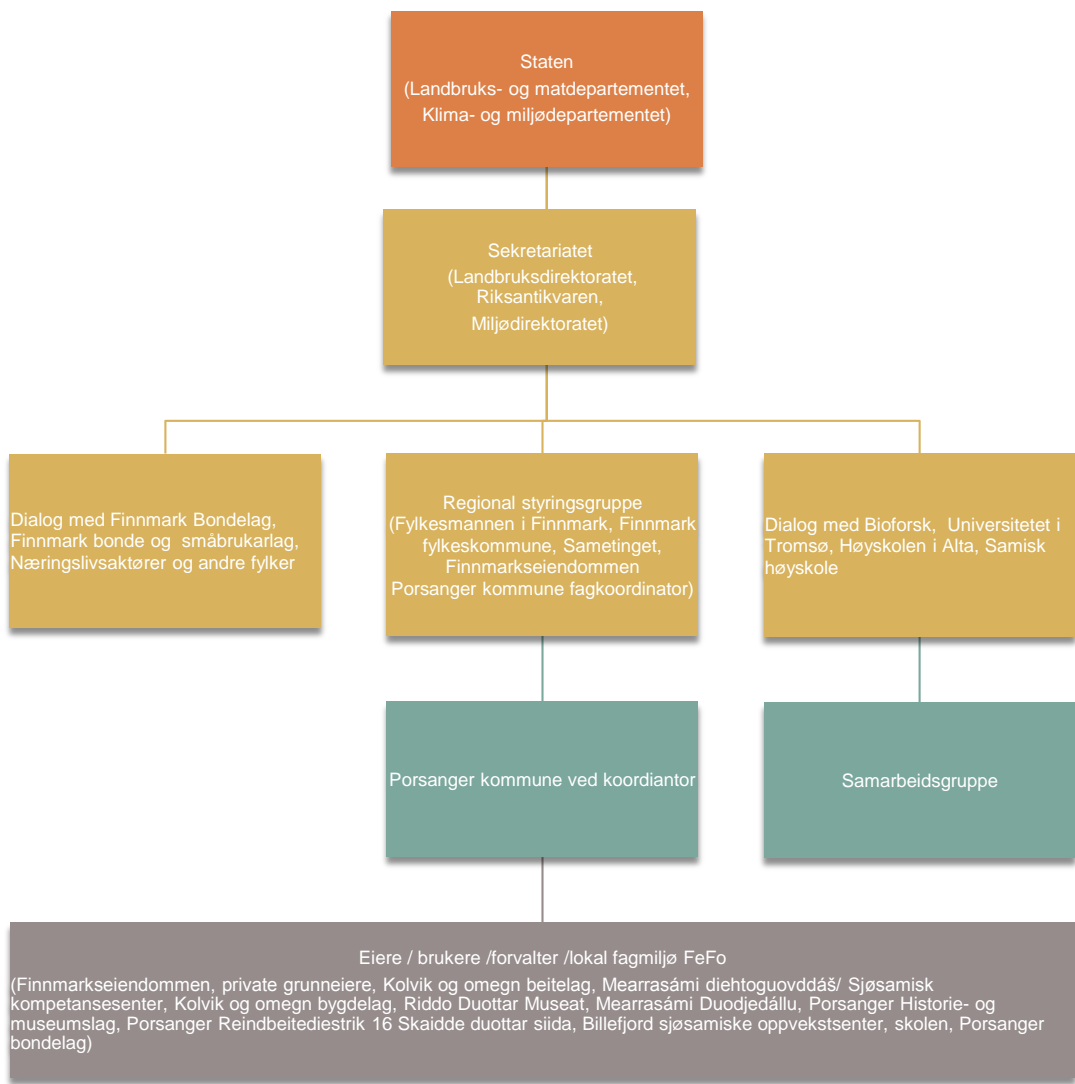 Staten
(Landbruks- og matdepartementet,
Klima- og miljødepartementet)
Sekretariatet
(Landbruksdirektoratet,
Riksantikvaren,
Miljødirektoratet)
Dialog med Finnmark Bondelag,
Finnmark bonde og småbrukarlag,
Næringslivsaktører og andre fylker
Regional styringsgruppe
(Fylkesmannen i Finnmark, Finnmark
fylkeskommune, Sametinget,
Finnmarkseiendommen
Porsanger kommune fagkoordinator)
Dialog med Bioforsk, Universitetet i
Tromsø, Høyskolen i Alta, Samisk
høyskole
Porsanger kommune ved koordiantor
Samarbeidsgruppe
Eiere / brukere /forvalter /lokal fagmiljø FeFo
(Finnmarkseiendommen, private grunneiere, Kolvik og omegn beitelag, Mearrasámi diehtoguovddáš/ Sjøsamisk
kompetansesenter, Kolvik og omegn bygdelag, Riddo Duottar Museat, Mearrasámi Duodjedállu, Porsanger Historie- og
museumslag, Porsanger Reindbeitediestrik 16 Skaidde duottar siida, Billefjord sjøsamiske oppvekstsenter, skolen, Porsanger
bondelag)